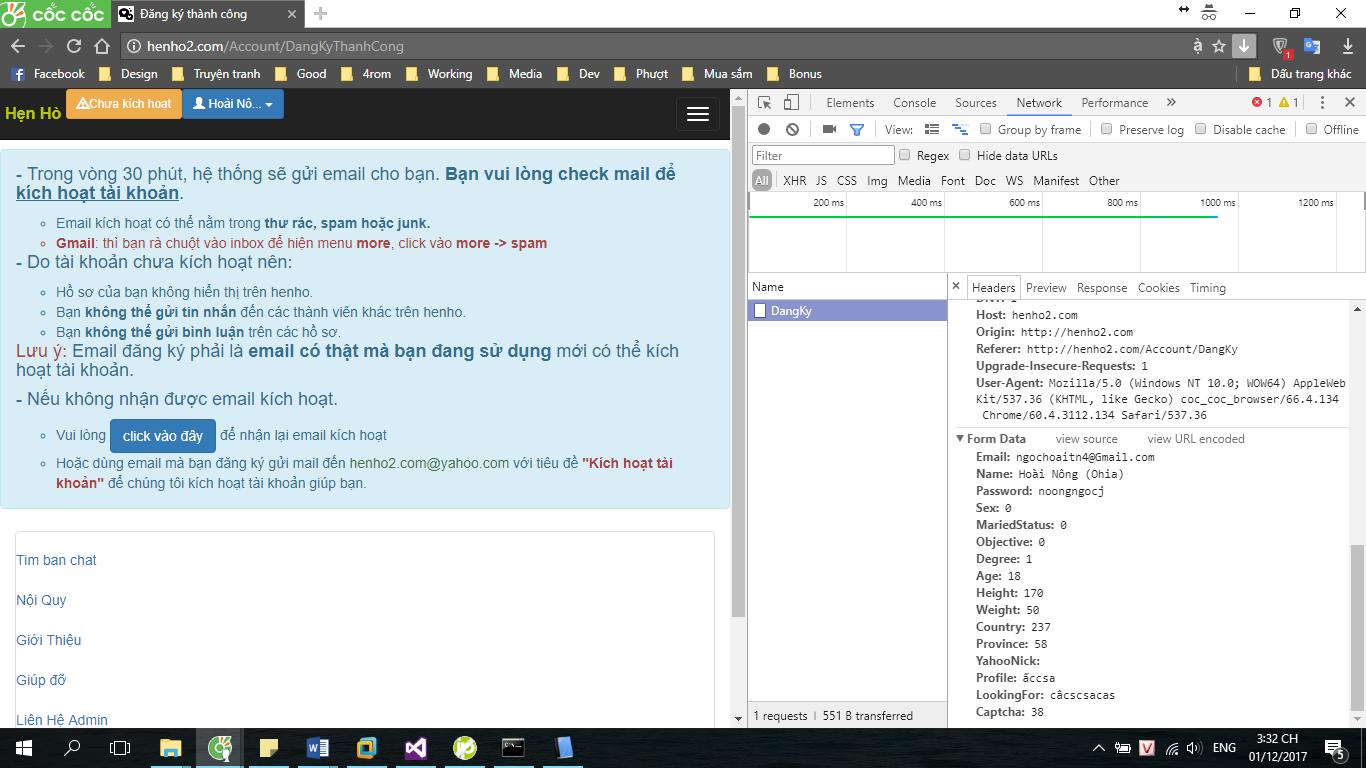 cốc cốc
Đăng ký thành công
henho2.com/Account/DangKyThanhCong
Facebook Design Truyện tranh Good 4rom Working Media Dev Phượt Mua sắm Bonus Dấu trang khác
Hẹn Hò Chưa kích hoạt Hoài Nô...
- Trong vòng 30 phút, hệ thống sẽ gửi email cho bạn. Bạn vui lòng check mail để
kích hoạt tài khoản.
Email kích hoạt có thể nằm trong thư rác, spam hoặc junk.
Gmail: thì bạn rà chuột vào inbox để hiện menu more, click vào more -> spam
- Do tài khoản chưa kích hoạt nên:
Hồ sơ của bạn không hiển thị trên henho.
Bạn không thể gửi tin nhắn đến các thành viên khác trên henho.
Bạn không thể gửi bình luận trên các hồ sơ.
Lưu ý: Email đăng ký phải là email có thật mà bạn đang sử dụng mới có thể kích
hoạt tài khoản.
- Nếu không nhận được email kích hoạt.
Vui lòng click vào đây để nhận lại email kích hoạt
Hoặc dùng email mà bạn đăng ký gửi mail đến henho2.com@yahoo.com với tiêu đề "Kích hoạt tài
khoản" để chúng tôi kích hoạt tài khoản giúp bạn.
Tim ban chat
Nội Quy
Giới Thiệu
Giúp đỡ
Liên Hệ Admin
Elements Console Sources Network Performance » 1 1
View: Group by frame Preserve log Disable cache Offline
Filter Regex Hide data URLs
All XHR JS CSS Img Media Font Doc WS Manifest Other
200 ms 400 ms 600 ms 800 ms 1000 ms 1200 ms
Name
DangKy
1 requests | 551 B transferred
Headers Preview Response Cookies Timing
DNT: 1
Host: henho2.com
Origin: http://henho2.com
Referer: http://henho2.com/Account/DangKy
Upgrade-Insecure-Requests: 1
User-Agent: Mozilla/5.0 (Windows NT 10.0; WOW64) AppleWeb
Kit/537.36 (KHTML, like Gecko) coc_coc_browser/66.4.134
Chrome/60.4.3112.134 Safari/537.36
Form Data view source view URL encoded
Email: ngochoaitn4@Gmail.com
Name: Hoài Nông (Ohia)
Password: noongngocj
Sex: 0
MariedStatus: 0
Objective: 0
Degree: 1
Age: 18
Height: 170
Weight: 50
Country: 237
Province: 58
YahooNick:
Profile: ấccsa
LookingFor: câcscsacas
Captcha: 38
ENG
3:32 CH
01/12/2017
5